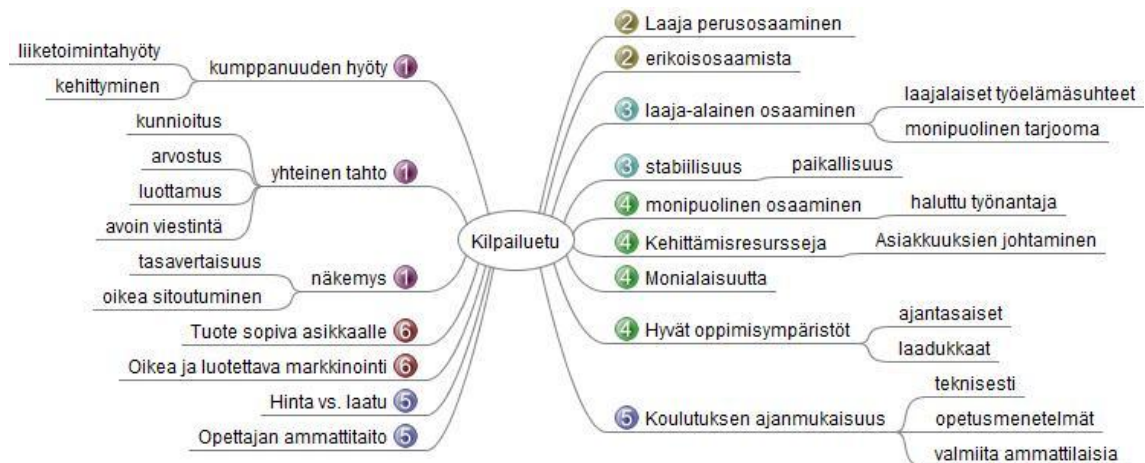 Kilpailuetu
1 kumppanuuden hyöty
liiketoimintahyöty
kehittyminen
1 yhteinen tahto
kunnioitus
arvostus
luottamus
avoin viestintä
1 näkemys
tasavertaisuus
oikea sitoutuminen
6 Tuote sopiva asikkaalle
6 Oikea ja luotettava markkinointi
5 Hinta vs. laatu
5 Opettajan ammattitaito
2 Laaja perusosaaminen
2 erikoisosaamista
3 laaja-alainen osaaminen
laajalaiset työelämäsuhteet
monipuolinen tarjooma
3 stabiilisuus
paikallisuus
4 monipuolinen osaaminen
haluttu työnantaja
4 Kehittämisresursseja
Asiakkuuksien johtaminen
4 Monialaisuutta
4 Hyvät oppimisympäristöt
ajantasaiset
laadukkaat
5 Koulutuksen ajanmukaisuus
teknisesti
opetusmenetelmät
valmiita ammattilaisia